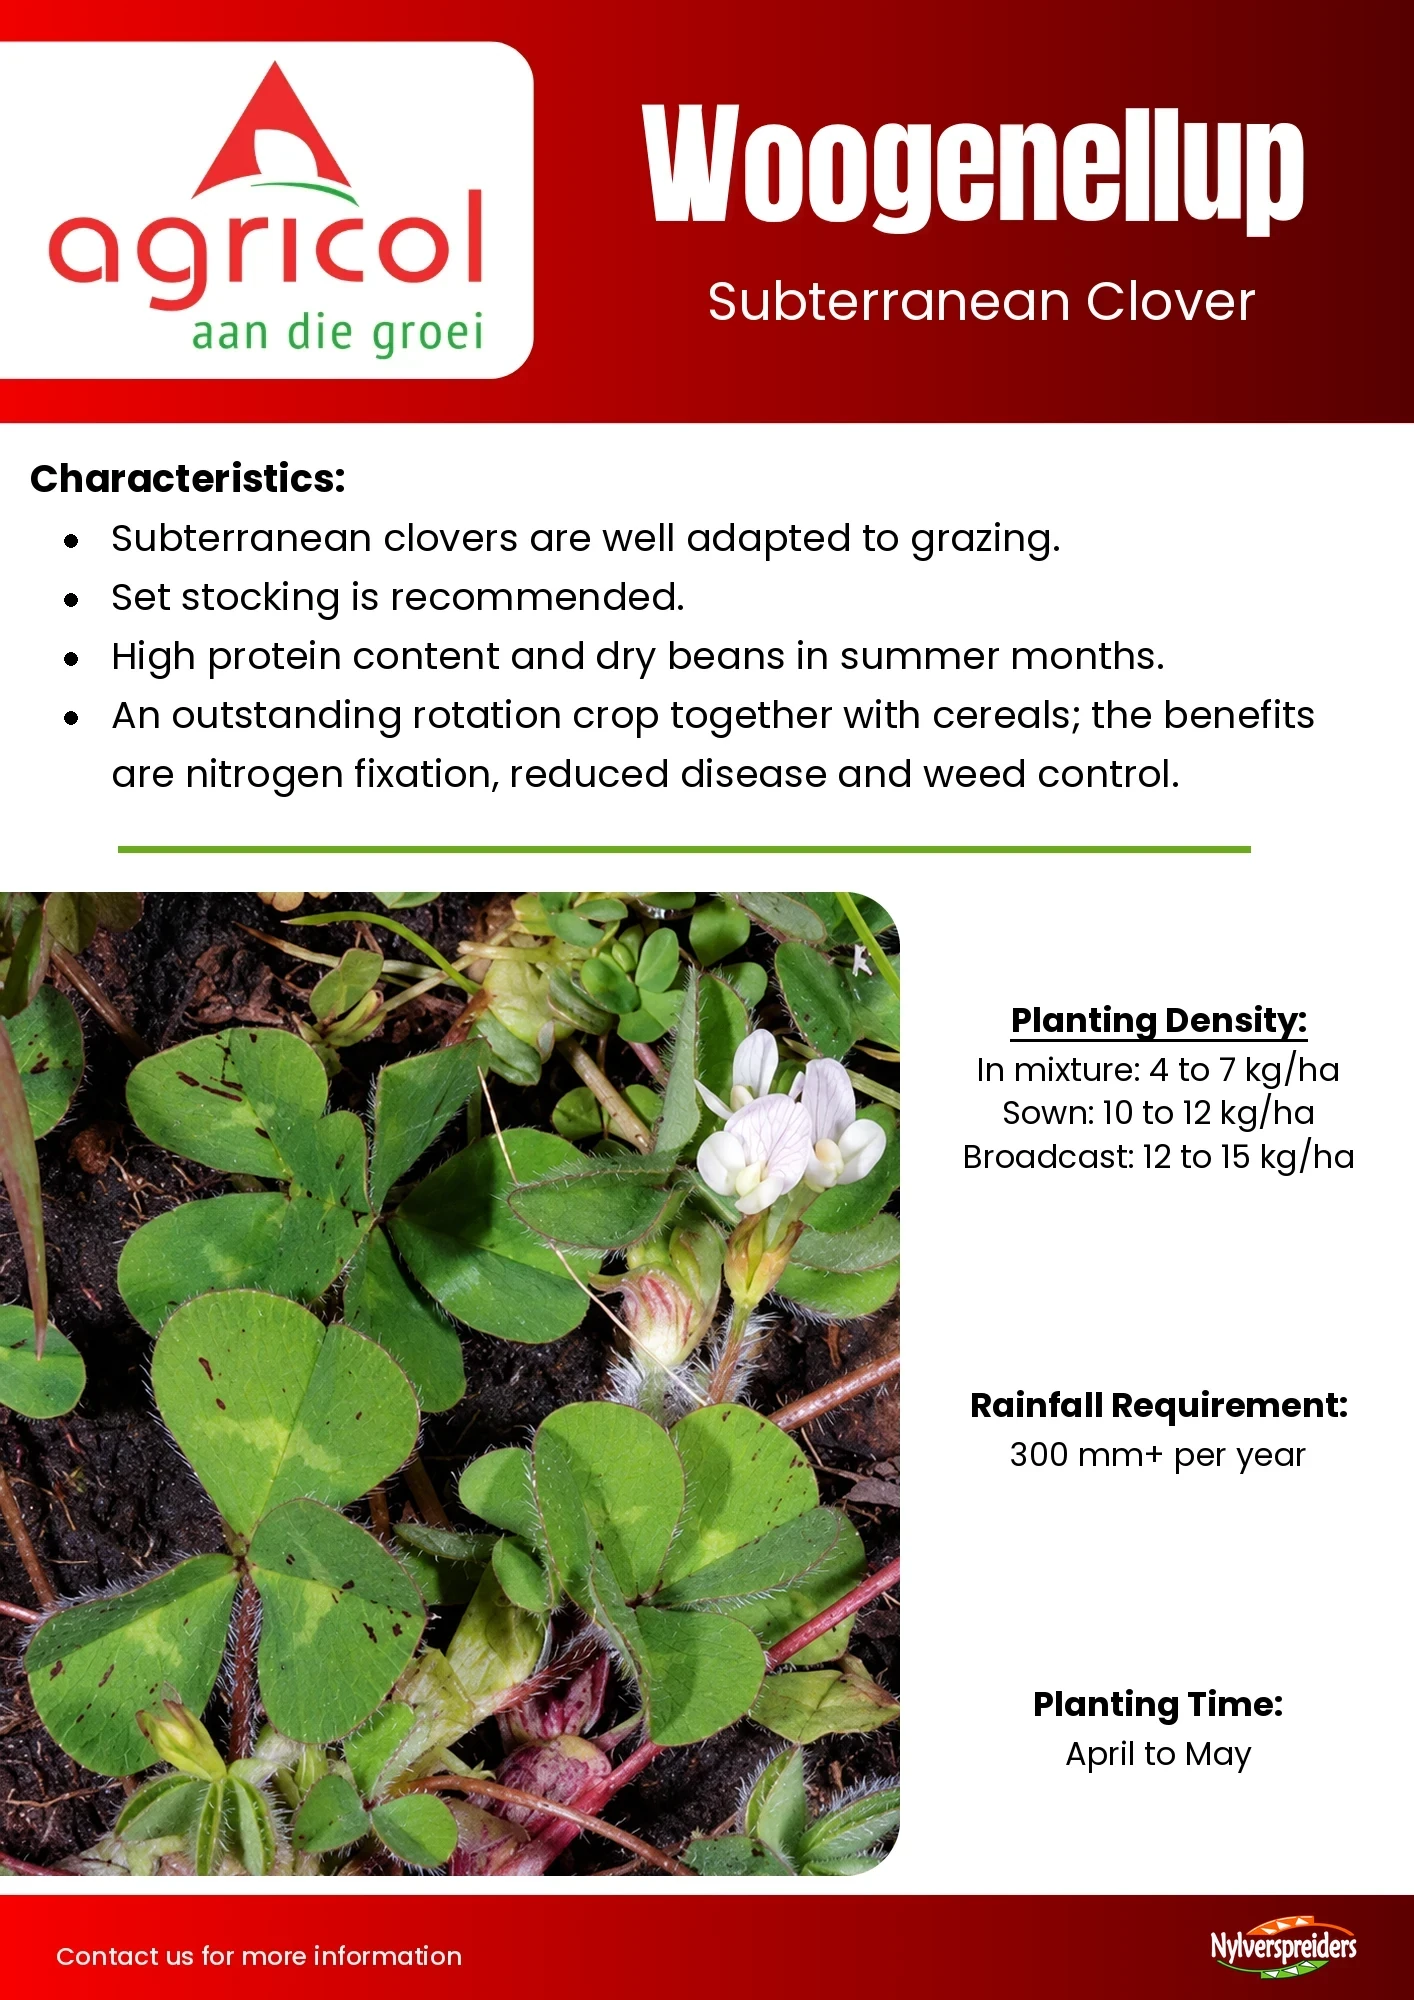 agricol
aan die groei
Woogenellup
Subterranean Clover
Characteristics:
• Subterranean clovers are well adapted to grazing.
• Set stocking is recommended.
• High protein content and dry beans in summer months.
• An outstanding rotation crop together with cereals; the benefits
are nitrogen fixation, reduced disease and weed control.
Planting Density:
In mixture: 4 to 7 kg/ha
Sown: 10 to 12 kg/ha
Broadcast: 12 to 15 kg/ha
Rainfall Requirement:
300 mm+ per year
Planting Time:
April to May
Contact us for more information
Nylverspreiders